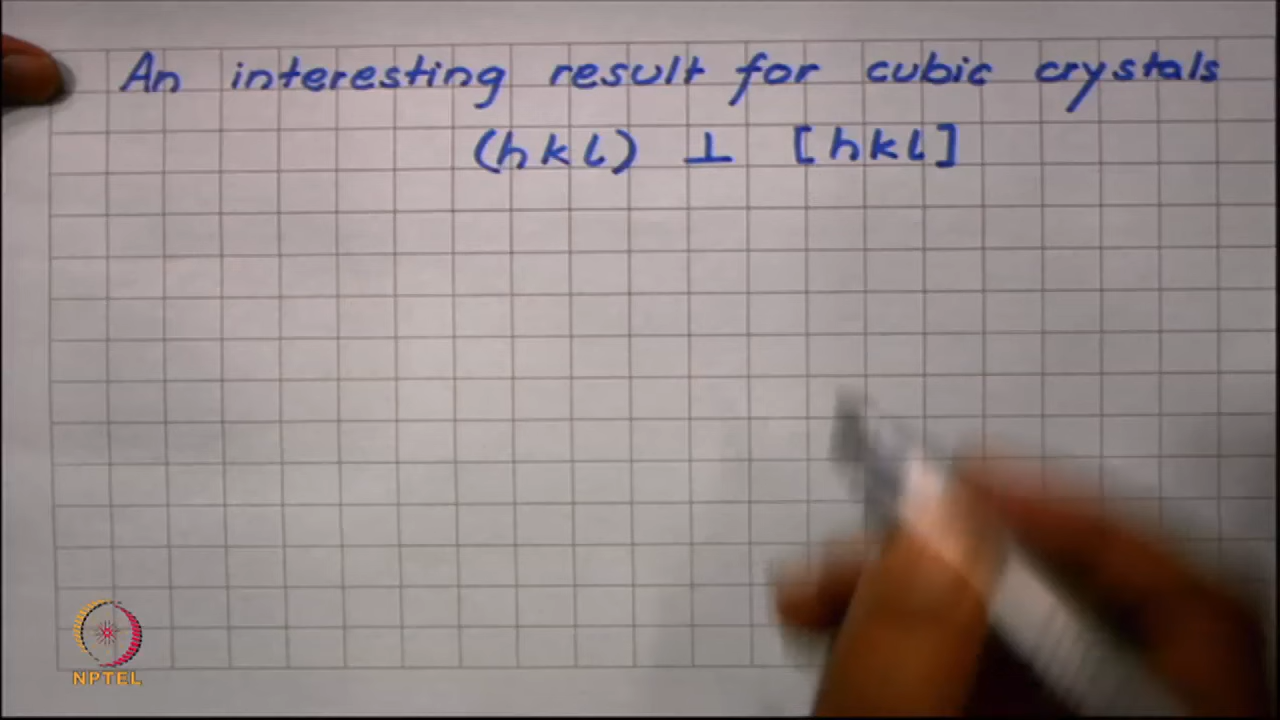 An interesting result for cubic crystals
(hkl) ⊥ [hkl]
NPTEL